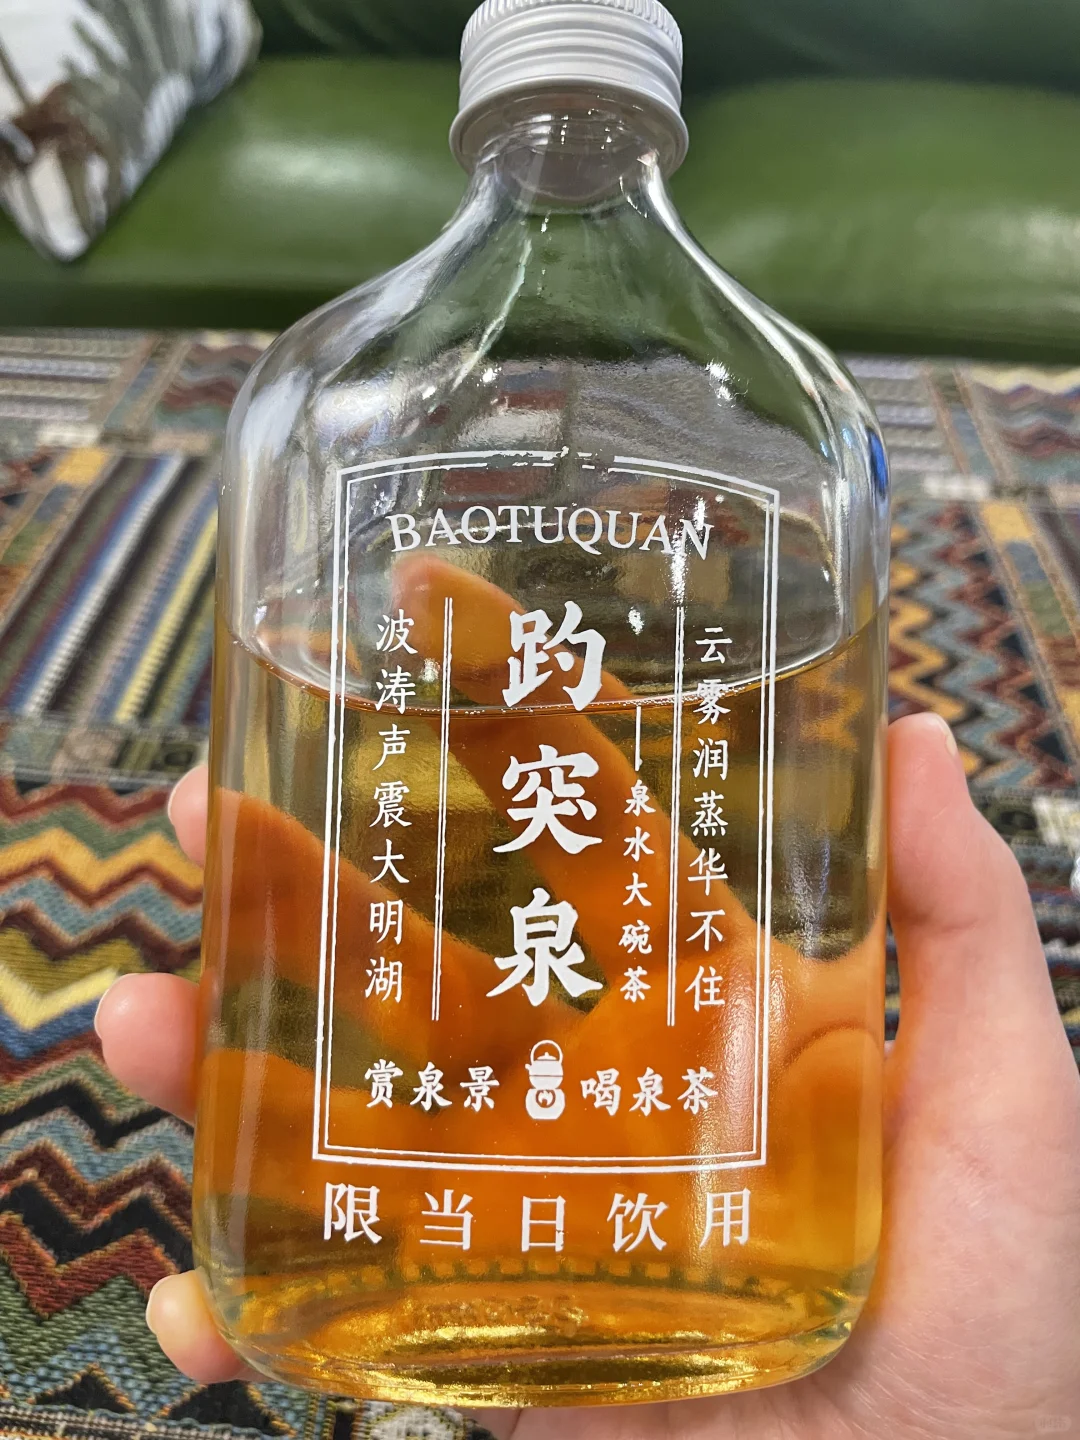 BAOTUQUAN
趵突泉
泉水大碗茶
云雾润蒸华不住
波涛声震大明湖
赏泉景 喝泉茶
限当日饮用